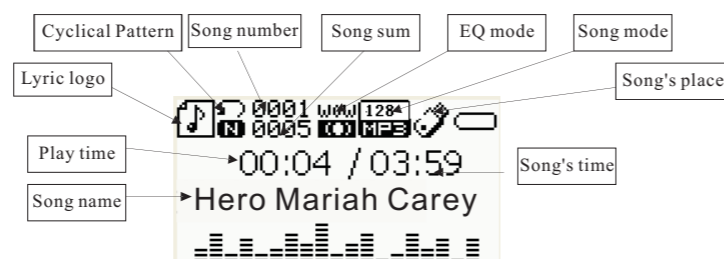 Cyclical Pattern Song number Song sum EQ mode Song mode
Lyric logo Song's place
0001 128
N 0005 MP3
Play time 00:04 / 03:59 Song's time
Song name Hero Mariah Carey